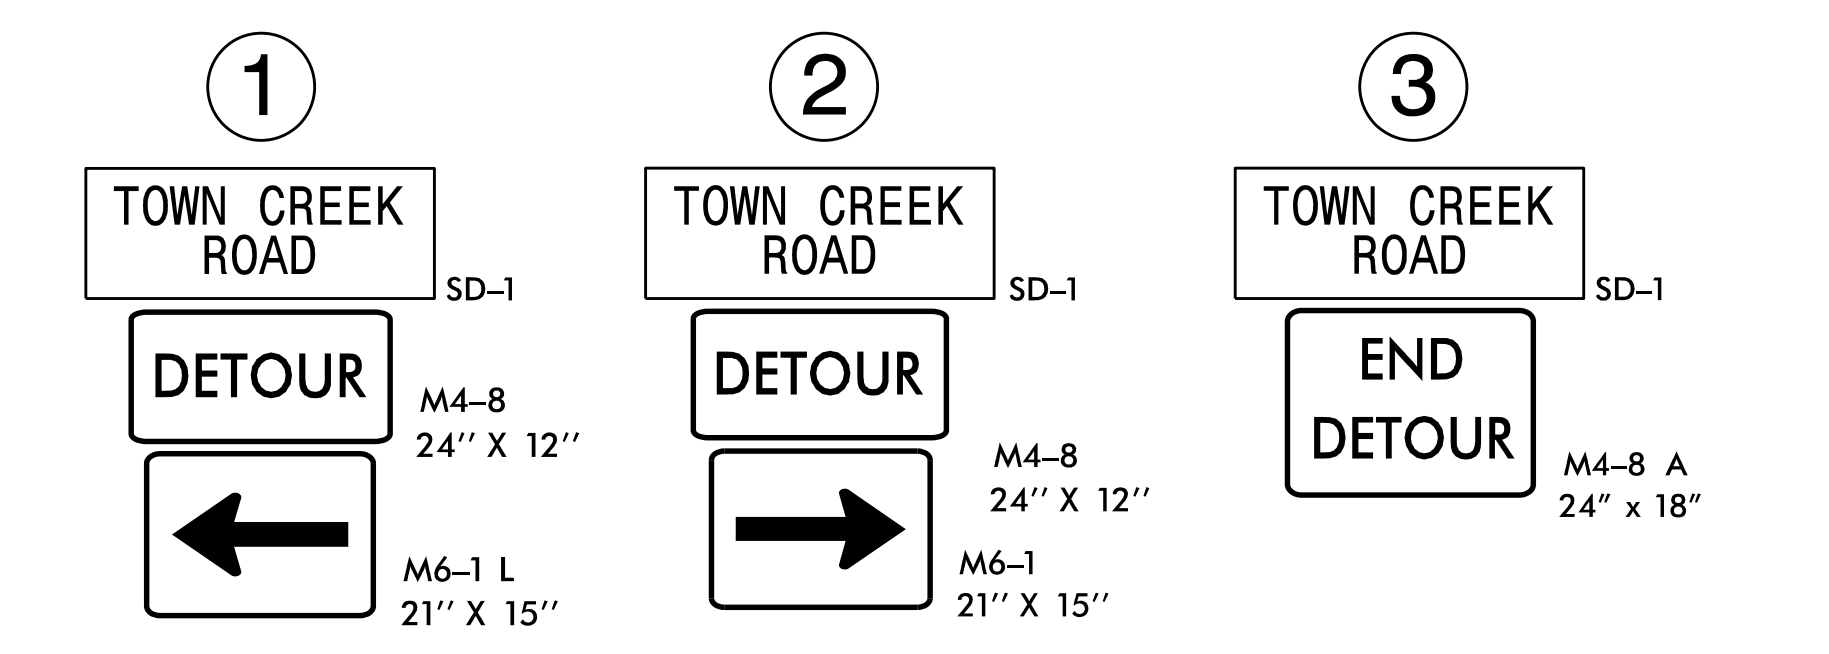 1
TOWN CREEK
ROAD
SD-1
DETOUR
M4-8
24'' X 12''
M6-1 L
21'' X 15''
2
TOWN CREEK
ROAD
SD-1
DETOUR
M4-8
24'' X 12''
M6-1
21'' X 15''
3
TOWN CREEK
ROAD
SD-1
END
DETOUR
M4-8 A
24" x 18"